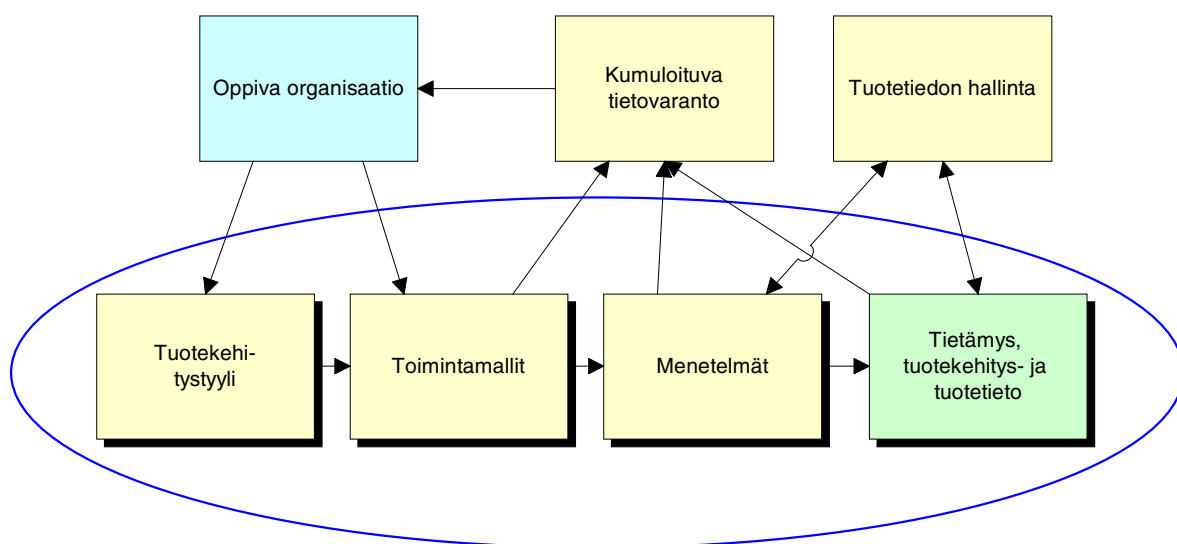 Oppiva organisaatio
Kumuloituva
tietovaranto
Tuotetiedon hallinta
Tuotekehi-
tystyyli
Toimintamallit
Menetelmät
Tietämys,
tuotekehitys- ja
tuotetieto